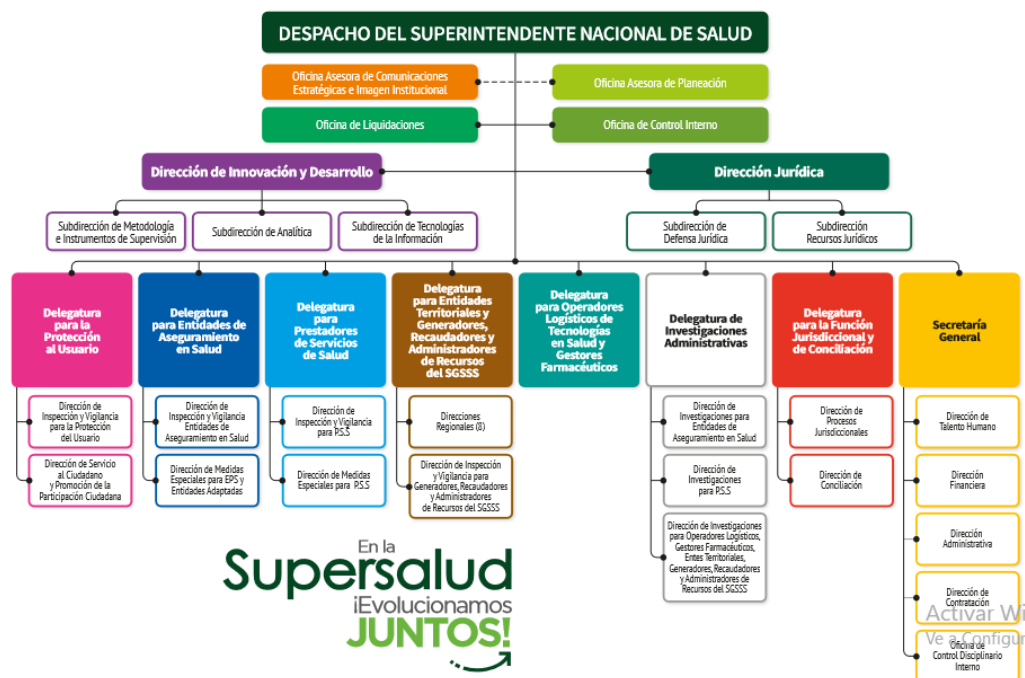 DESPACHO DEL SUPERINTENDENTE NACIONAL DE SALUD
Oficina Asesora de Comunicaciones
Estratégicas e Imagen Institucional
Oficina Asesora de Planeación
Oficina de Liquidaciones
Oficina de Control Interno
Dirección de Innovación y Desarrollo
Dirección Jurídica
Subdirección de Metodología
e Instrumentos de Supervisión
Subdirección de Analítica
Subdirección de Tecnologías
de la Información
Subdirección de
Defensa Jurídica
Subdirección
Recursos Jurídicos
Delegatura
para la
Protección
al Usuario
Delegatura
para Entidades de
Aseguramiento
en Salud
Delegatura
para
Prestadores
de Servicios
de Salud
Delegatura
para Entidades
Territoriales y
Generadores,
Recaudadores y
Administradores
de Recursos
del SGSSS
Delegatura
para Operadores
Logísticos de
Tecnologías
en Salud y
Gestores
Farmacéuticos
Delegatura de
Investigaciones
Administrativas
Delegatura
para la Función
Jurisdiccional y
de Conciliación
Secretaría
General
Dirección de
Inspección y Vigilancia
para la Protección
del Usuario
Dirección de Servicio
al Ciudadano
y Promoción de la
Participación Ciudadana
Dirección de
Inspección y Vigilancia
Entidades de
Aseguramiento en Salud
Dirección de Medidas
Especiales para EPS y
Entidades Adaptadas
Dirección de
Inspección y Vigilancia
para P.S.S
Dirección de Medidas
Especiales para P.S.S
Direcciones
Regionales (8)
Dirección de Inspección
y Vigilancia para
Generadores, Recaudadores
y Administradores
de Recursos del SGSSS
Dirección de
Investigaciones para
Entidades de
Aseguramiento en Salud
Dirección de
Investigaciones
para P.S.S
Dirección de Investigaciones
para Operadores Logísticos,
Gestores Farmacéuticos,
Entes Territoriales,
Generadores, Recaudadores
y Administradores de
Recursos del SGSSS
Dirección de
Procesos
Jurisdiccionales
Dirección de
Conciliación
Dirección de
Talento Humano
Dirección
Financiera
Dirección
Administrativa
Dirección de
Contratación
Oficina de
Control Disciplinario
Interno
En la
Supersalud
¡Evolucionamos
JUNTOS!
Activar Wi
Ve a Configur